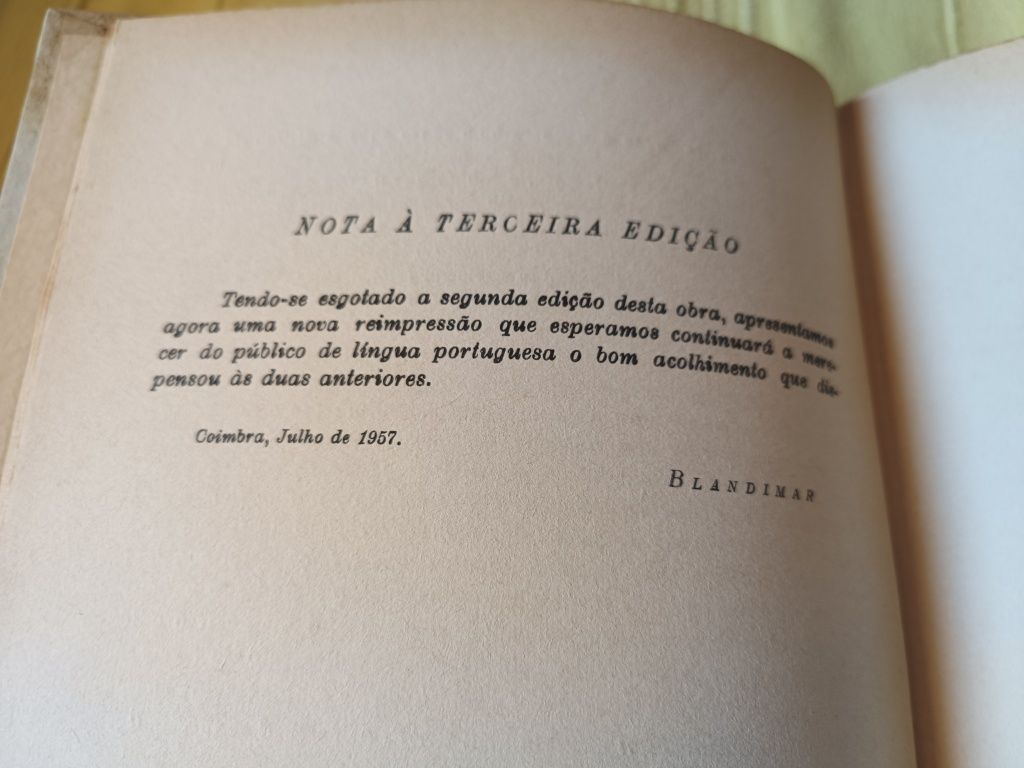 NOTA À TERCEIRA EDIÇÃO
Tendo-se esgotado a segunda edição desta obra, apresentamos
agora uma nova reimpressão que esperamos continuará a mere-
cer do público de língua portuguesa o bom acolhimento que dis-
pensou às duas anteriores.
Coimbra, Julho de 1957.
BLANDIMAR